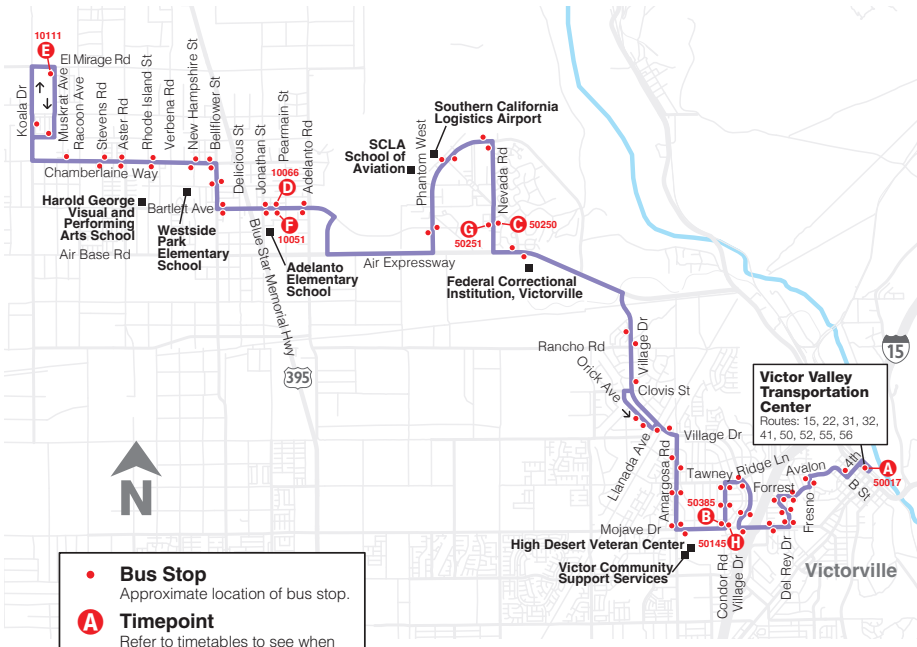 10111
E
El Mirage Rd
Koala Dr
Muskrat Ave
Racoon Ave
Stevens Rd
Aster Rd
Rhode Island St
Verbena Rd
New Hampshire St
Bellflower St
Chamberlaine Way
Delicious St
Jonathan St
Pearmain St
Adelanto Rd
10066
D
Harold George
Visual and
Performing
Arts School
Bartlett Ave
Westside
Park
Elementary
School
F
10051
Air Base Rd
Adelanto
Elementary
School
Blue Star Memorial Hwy
395
Southern California
Logistics Airport
SCLA
School of
Aviation
Phantom West
Nevada Rd
G
50251
C
50250
Air Expressway
Federal Correctional
Institution, Victorville
Rancho Rd
Village Dr
Orick Ave
Clovis St
15
Victor Valley
Transportation
Center
Routes: 15, 22, 31, 32,
41, 50, 52, 55, 56
Llanada Ave
Village Dr
Amargosa Rd
Tawney Ridge Ln
Avalon
4th
A
50017
B St
Forrest
Fresno
50385
B
Mojave Dr
50145
H
High Desert Veteran Center
Victor Community
Support Services
Condor Rd
Village Dr
Del Rey Dr
Victorville
N
Bus Stop
Approximate location of bus stop.
A
Timepoint
Refer to timetables to see when